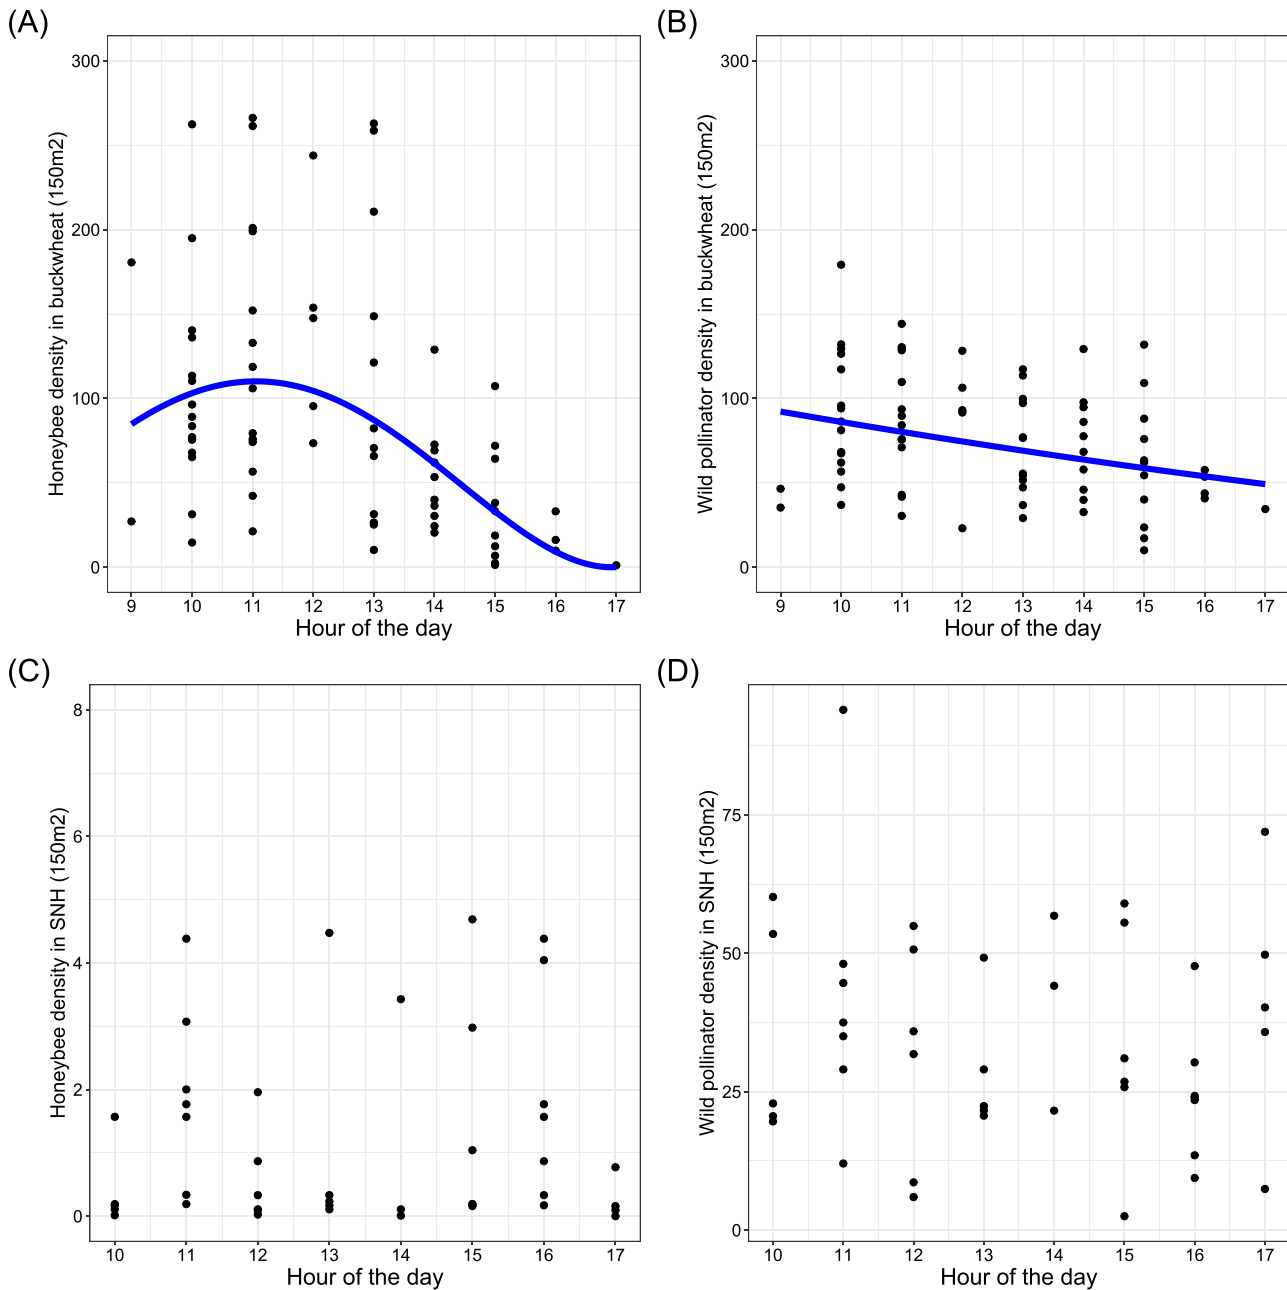 (A)
Honeybee density in buckwheat (150m2)
300
200
100
0
9 10 11 12 13 14 15 16 17
Hour of the day
(B)
Wild pollinator density in buckwheat (150m2)
300
200
100
0
9 10 11 12 13 14 15 16 17
Hour of the day
(C)
Honeybee density in SNH (150m2)
8
6
4
2
0
10 11 12 13 14 15 16 17
Hour of the day
(D)
Wild pollinator density in SNH (150m2)
75
50
25
0
10 11 12 13 14 15 16 17
Hour of the day